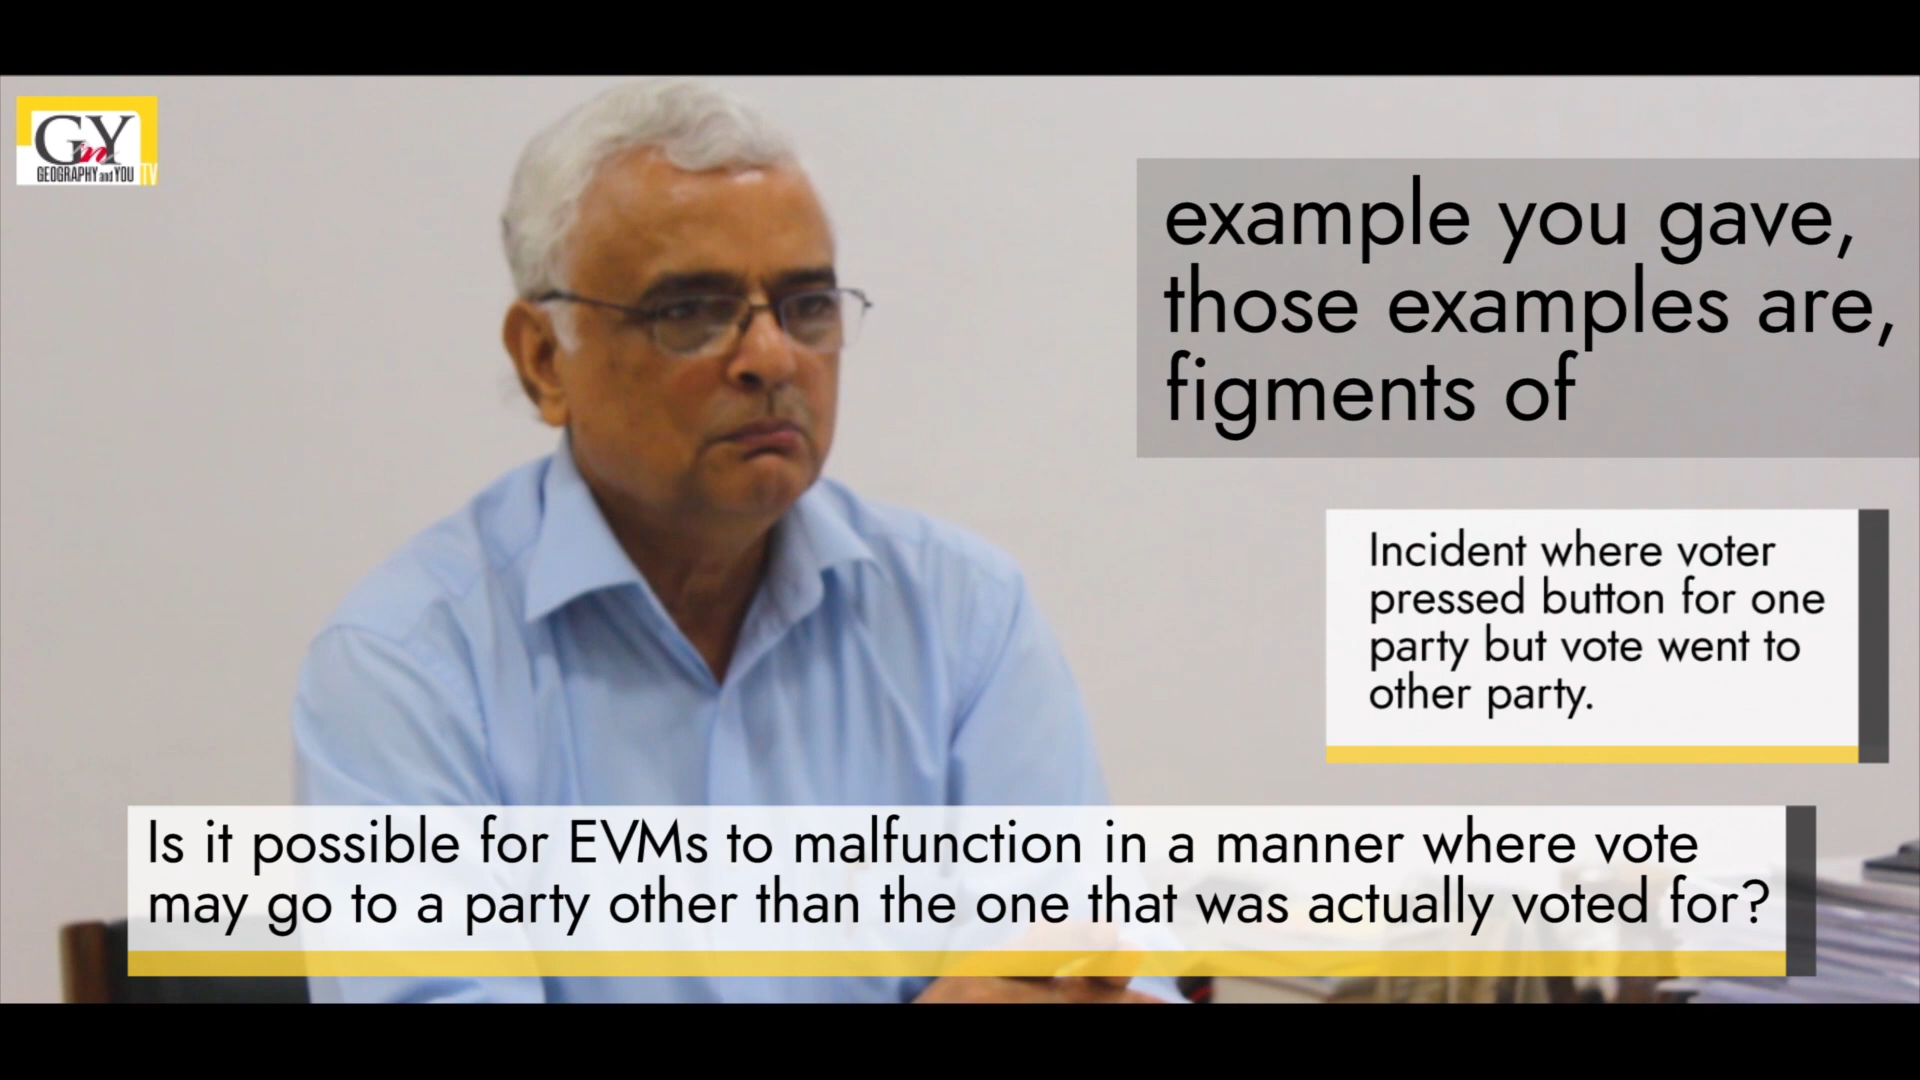 GnY
GEOGRAPHY and YOU TV
example you gave,
those examples are,
figments of
Incident where voter
pressed button for one
party but vote went to
other party.
Is it possible for EVMs to malfunction in a manner where vote
may go to a party other than the one that was actually voted for?